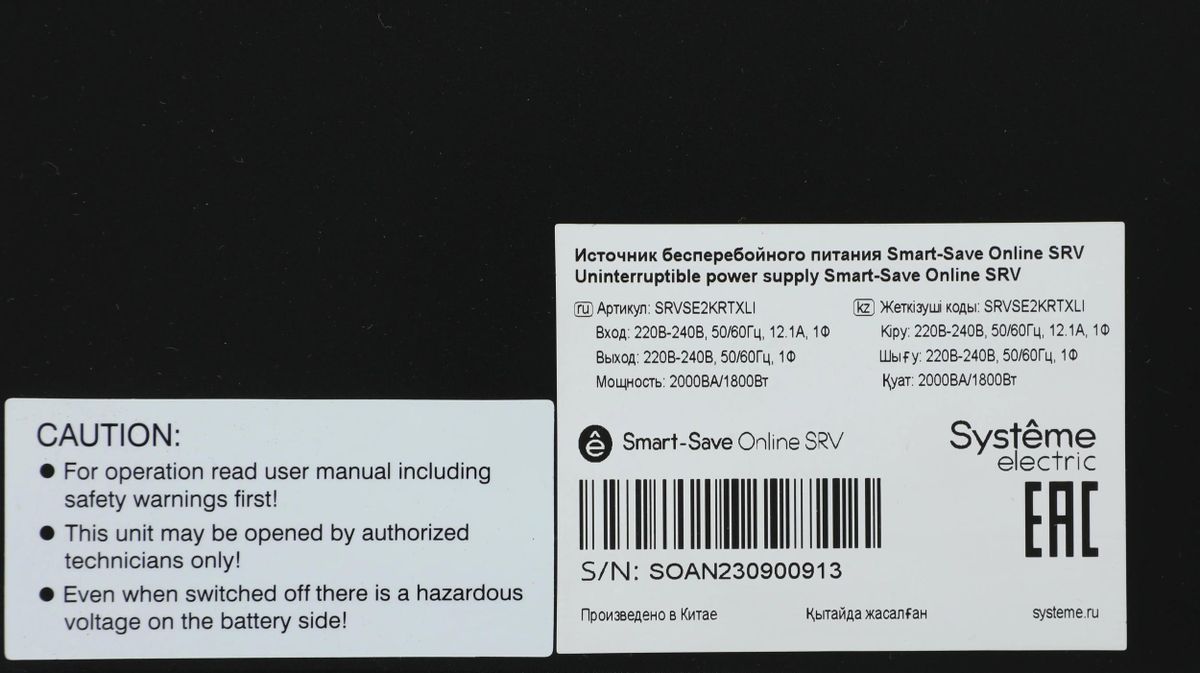 Источник бесперебойного питания Smart-Save Online SRV
Uninterruptible power supply Smart-Save Online SRV
ru Артикул: SRVSE2KRTXLI
Вход: 220В-240В, 50/60Гц, 12.1А, 1Ф
Выход: 220В-240В, 50/60Гц, 1Ф
Мощность: 2000ВА/1800Вт
kz Жеткізуші коды: SRVSE2KRTXLI
Кіру: 220В-240В, 50/60Гц, 12.1А, 1Ф
Шығу: 220В-240В, 50/60Гц, 1Ф
Қуат: 2000ВА/1800Вт
ê Smart-Save Online SRV
Système
electric
EAC
S/N: SOAN230900913
Произведено в Китае
Қытайда жасалған
systeme.ru
CAUTION:
● For operation read user manual including
safety warnings first!
● This unit may be opened by authorized
technicians only!
● Even when switched off there is a hazardous
voltage on the battery side!